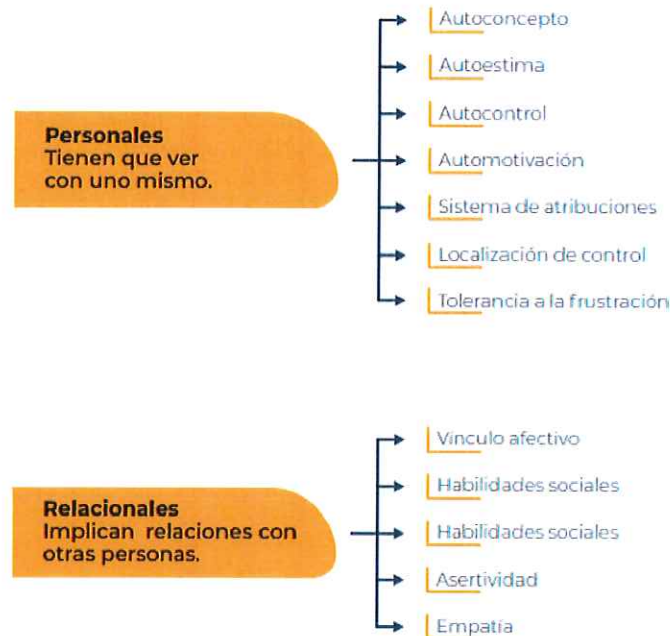 Personales
Tienen que ver
con uno mismo.
Autoconcepto
Autoestima
Autocontrol
Automotivación
Sistema de atribuciones
Localización de control
Tolerancia a la frustración
Relacionales
Implican relaciones con
otras personas.
Vinculo afectivo
Habilidades sociales
Habilidades sociales
Asertividad
Empatía